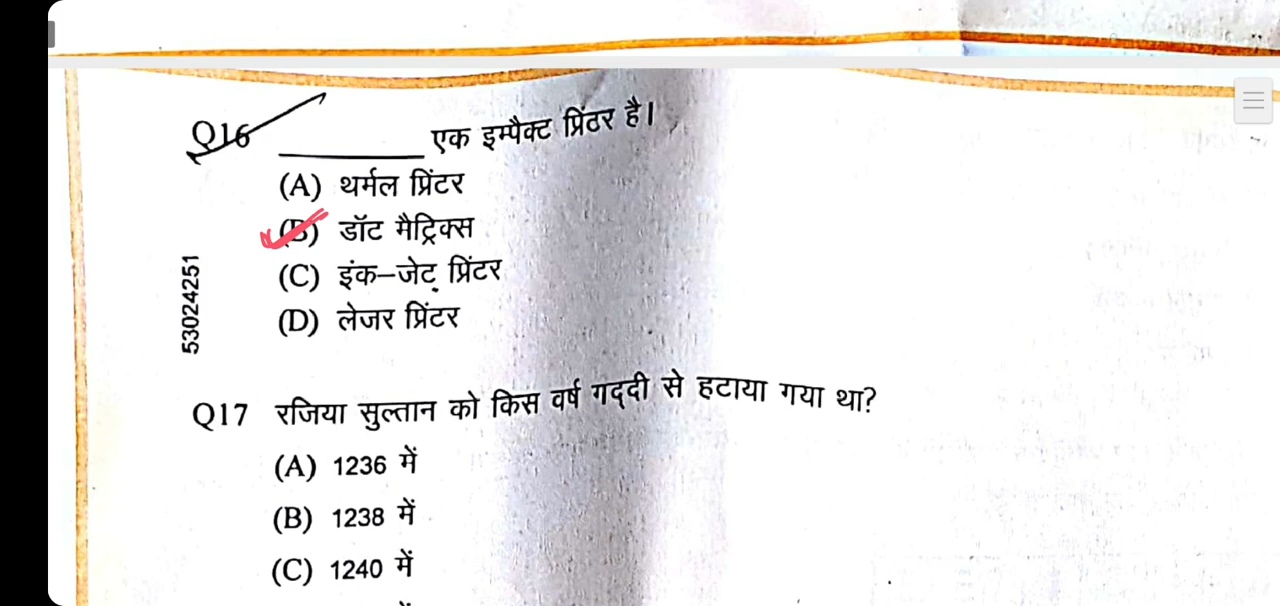 Q16 ________ एक इम्पैक्ट प्रिंटर है।
(A) थर्मल प्रिंटर
(B) डॉट मैट्रिक्स
(C) इंक–जेट प्रिंटर
(D) लेजर प्रिंटर
53024251
Q17 रजिया सुल्तान को किस वर्ष गद्दी से हटाया गया था?
(A) 1236 में
(B) 1238 में
(C) 1240 में